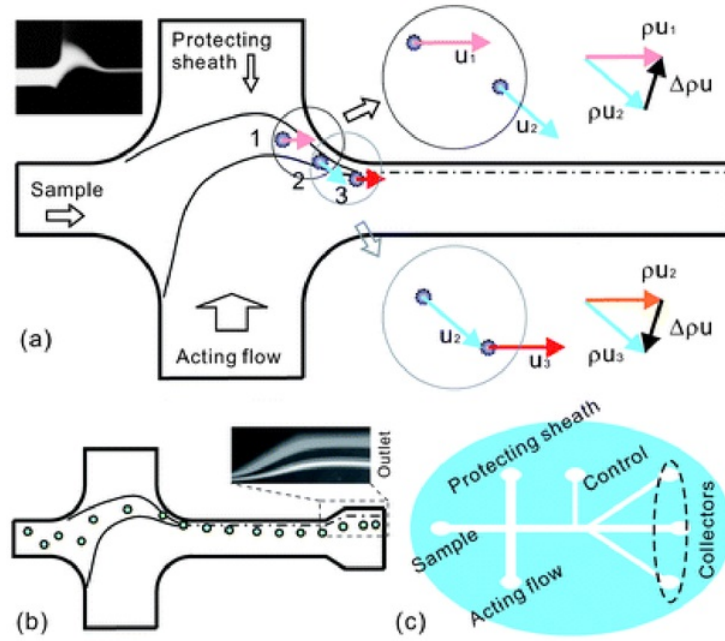 (a)
Protecting
sheath
1
2
3
Sample
Acting flow
u1
u2
ρu1
ρu2
Δρu
u2
u3
ρu2
ρu3
Δρu
(b)
Outlet
(c)
Protecting sheath
Control
Sample
Acting flow
Collectors